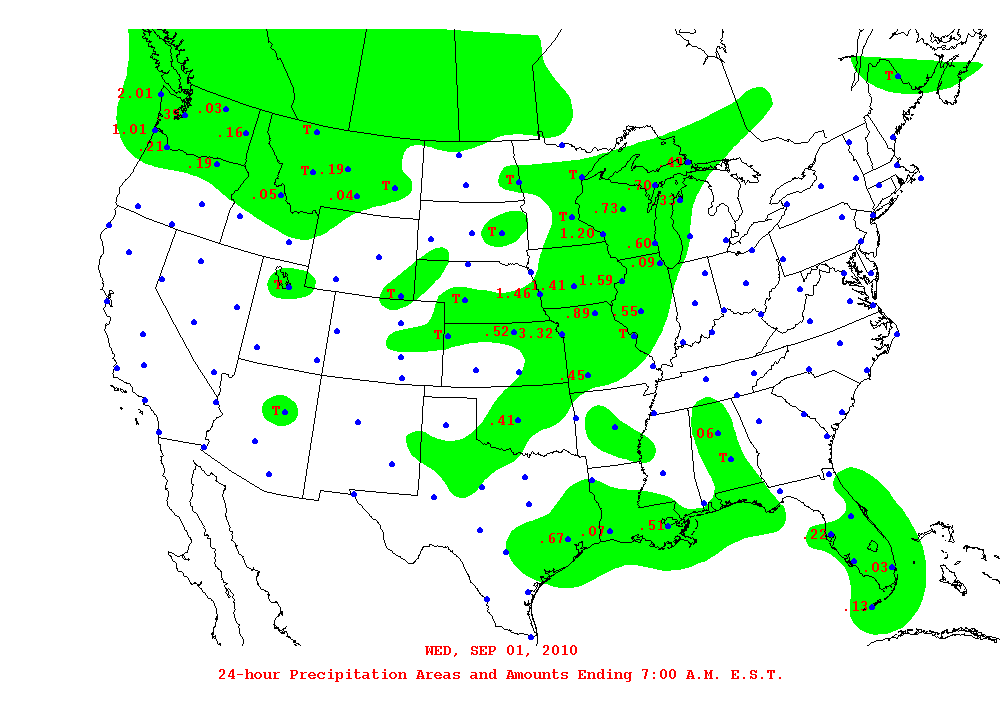 T
2.01
.03
1.01
.16
T
.21
.19
.49
T .19
T
T
T
.70
.05
.04
.33
.73
T
T
1.20
.60
.09
T
1.46
1.41
1.59
T
T
.89
.55
T
.52
3.32
T
.45
T
.41
.06
T
.67
.07
.51
.22
.03
.13
WED, SEP 01, 2010
24-hour Precipitation Areas and Amounts Ending 7:00 A.M. E.S.T.